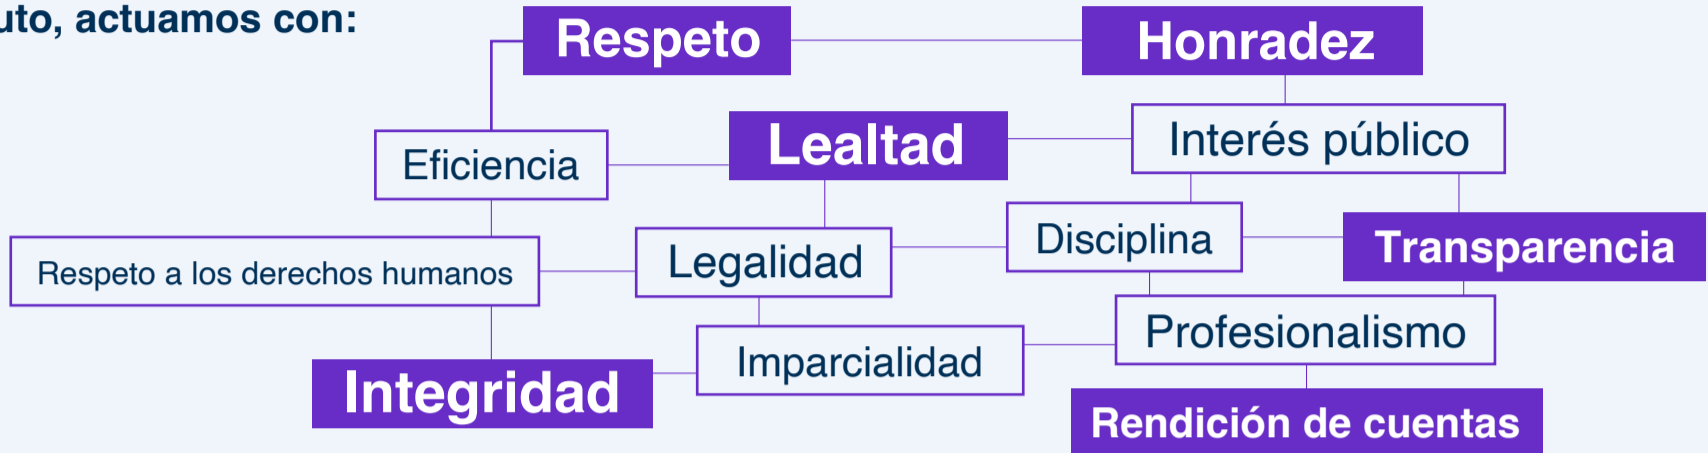 actuamos con:
Respeto
Honradez
Lealtad
Interés público
Eficiencia
Disciplina
Transparencia
Legalidad
Respeto a los derechos humanos
Profesionalismo
Imparcialidad
Integridad
Rendición de cuentas